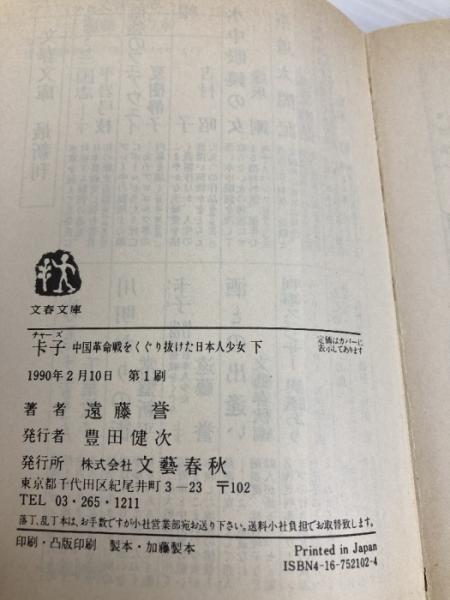 文春文庫
チャーズ
卡子 中国革命戦をくぐり抜けた日本人少女 下
定価はカバーに
表示してあります
1990年2月10日 第1刷
著者 遠藤 誉
発行者 豊田健次
発行所 株式会社 文藝春秋
東京都千代田区紀尾井町3-23 〒102
TEL 03・265・1211
落丁、乱丁本は、お手数ですが小社営業部宛お送り下さい。送料小社負担でお取替致します。
印刷・凸版印刷 製本・加藤製本
Printed in Japan
ISBN4-16-752102-4